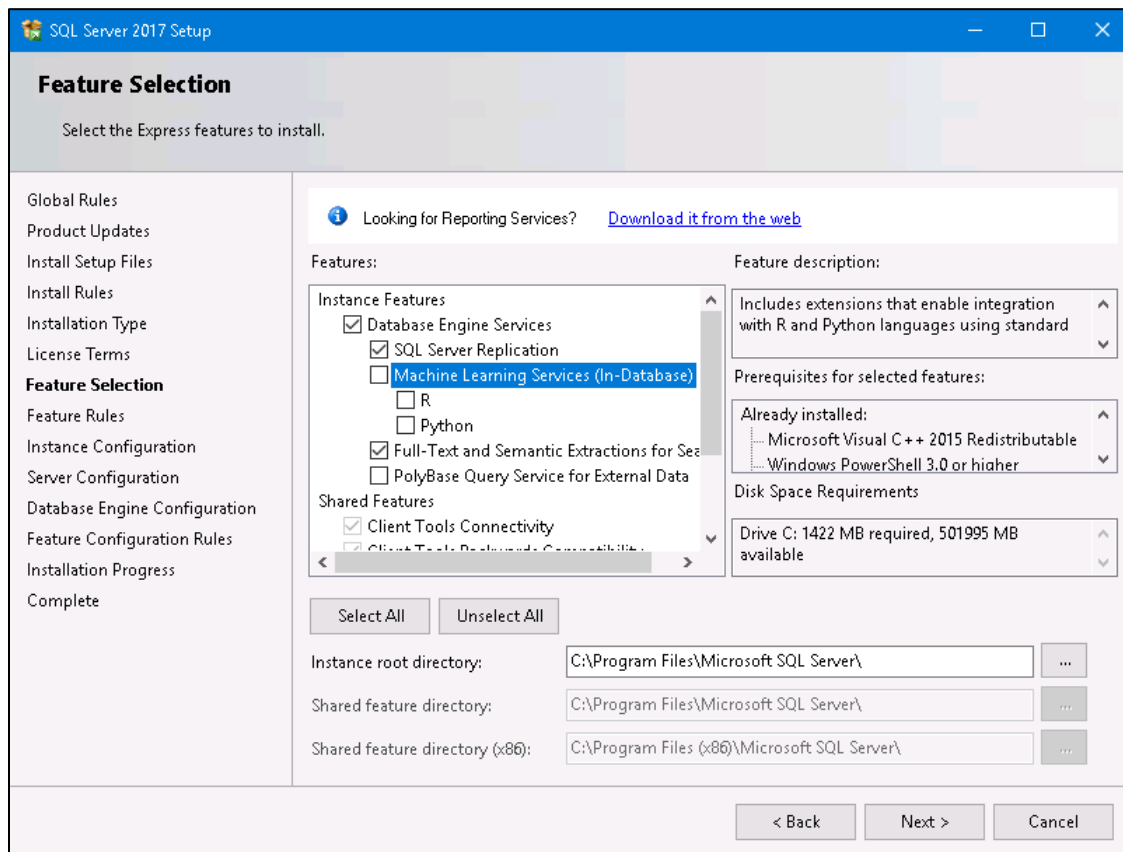 SQL Server 2017 Setup
Feature Selection
Select the Express features to install.
Global Rules
Product Updates
Install Setup Files
Install Rules
Installation Type
License Terms
Feature Selection
Feature Rules
Instance Configuration
Server Configuration
Database Engine Configuration
Feature Configuration Rules
Installation Progress
Complete
Looking for Reporting Services? Download it from the web
Features:
Instance Features
Database Engine Services
SQL Server Replication
Machine Learning Services (In-Database)
R
Python
Full-Text and Semantic Extractions for Sea
PolyBase Query Service for External Data
Shared Features
Client Tools Connectivity
Client Tools Backwards Compatibility
Feature description:
Includes extensions that enable integration
with R and Python languages using standard
Prerequisites for selected features:
Already installed:
Microsoft Visual C++ 2015 Redistributable
Windows PowerShell 3.0 or higher
Disk Space Requirements
Drive C: 1422 MB required, 501995 MB
available
Select All
Unselect All
Instance root directory: C:\Program Files\Microsoft SQL Server\ ...
Shared feature directory: C:\Program Files\Microsoft SQL Server\ ...
Shared feature directory (x86): C:\Program Files (x86)\Microsoft SQL Server\ ...
< Back
Next >
Cancel